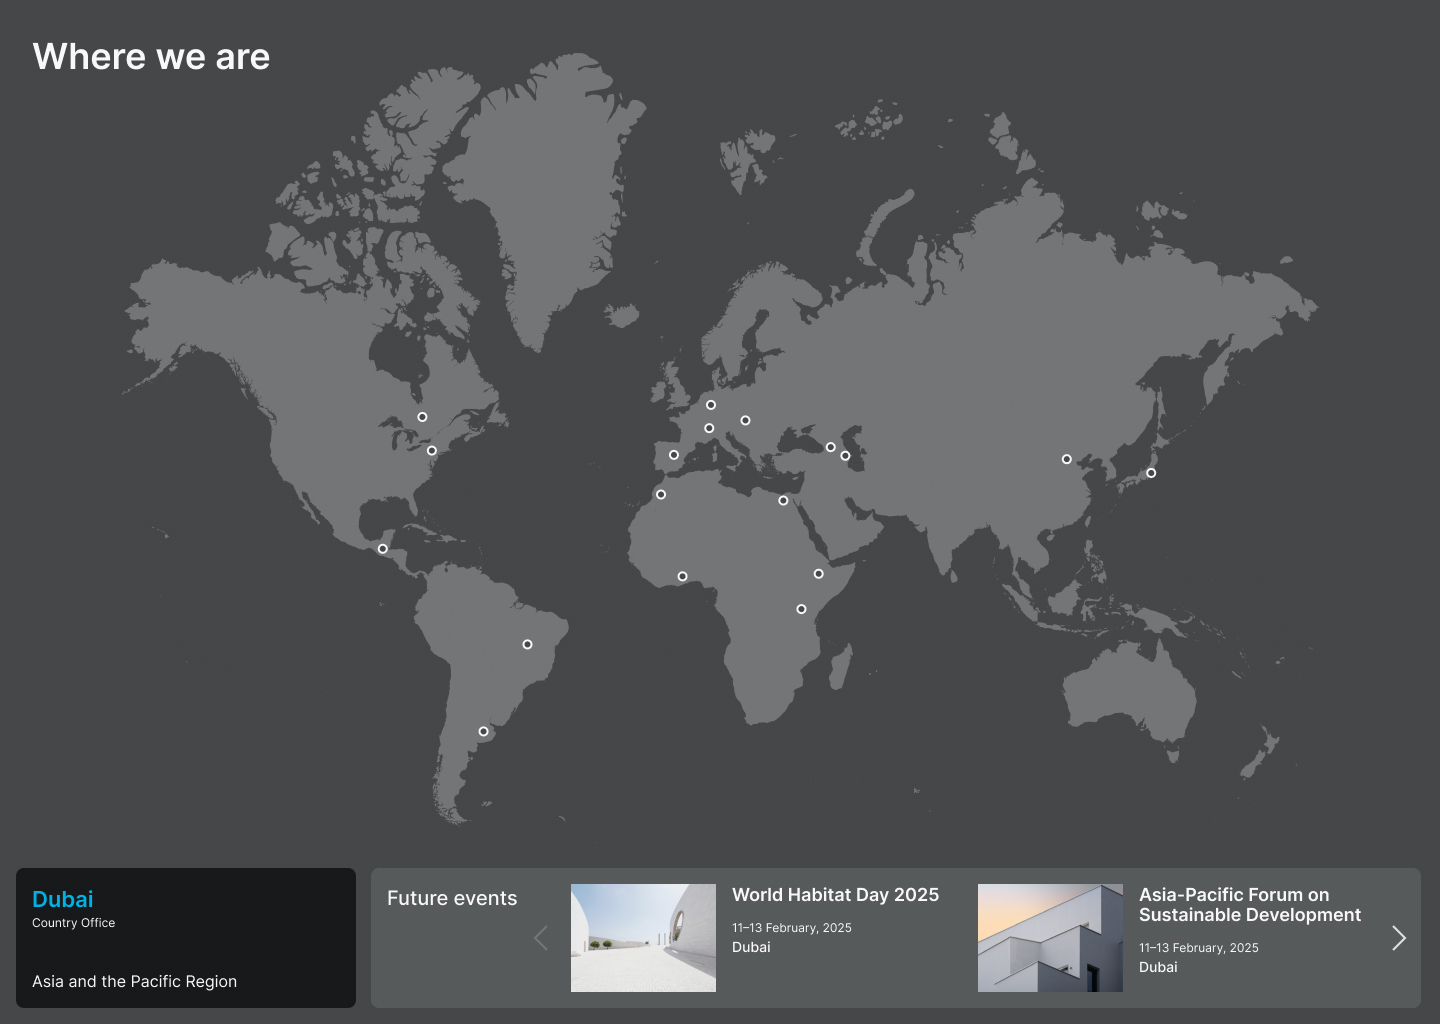 Where we are
Dubai
Country Office
Asia and the Pacific Region
Future events
World Habitat Day 2025
11–13 February, 2025
Dubai
Asia-Pacific Forum on
Sustainable Development
11–13 February, 2025
Dubai